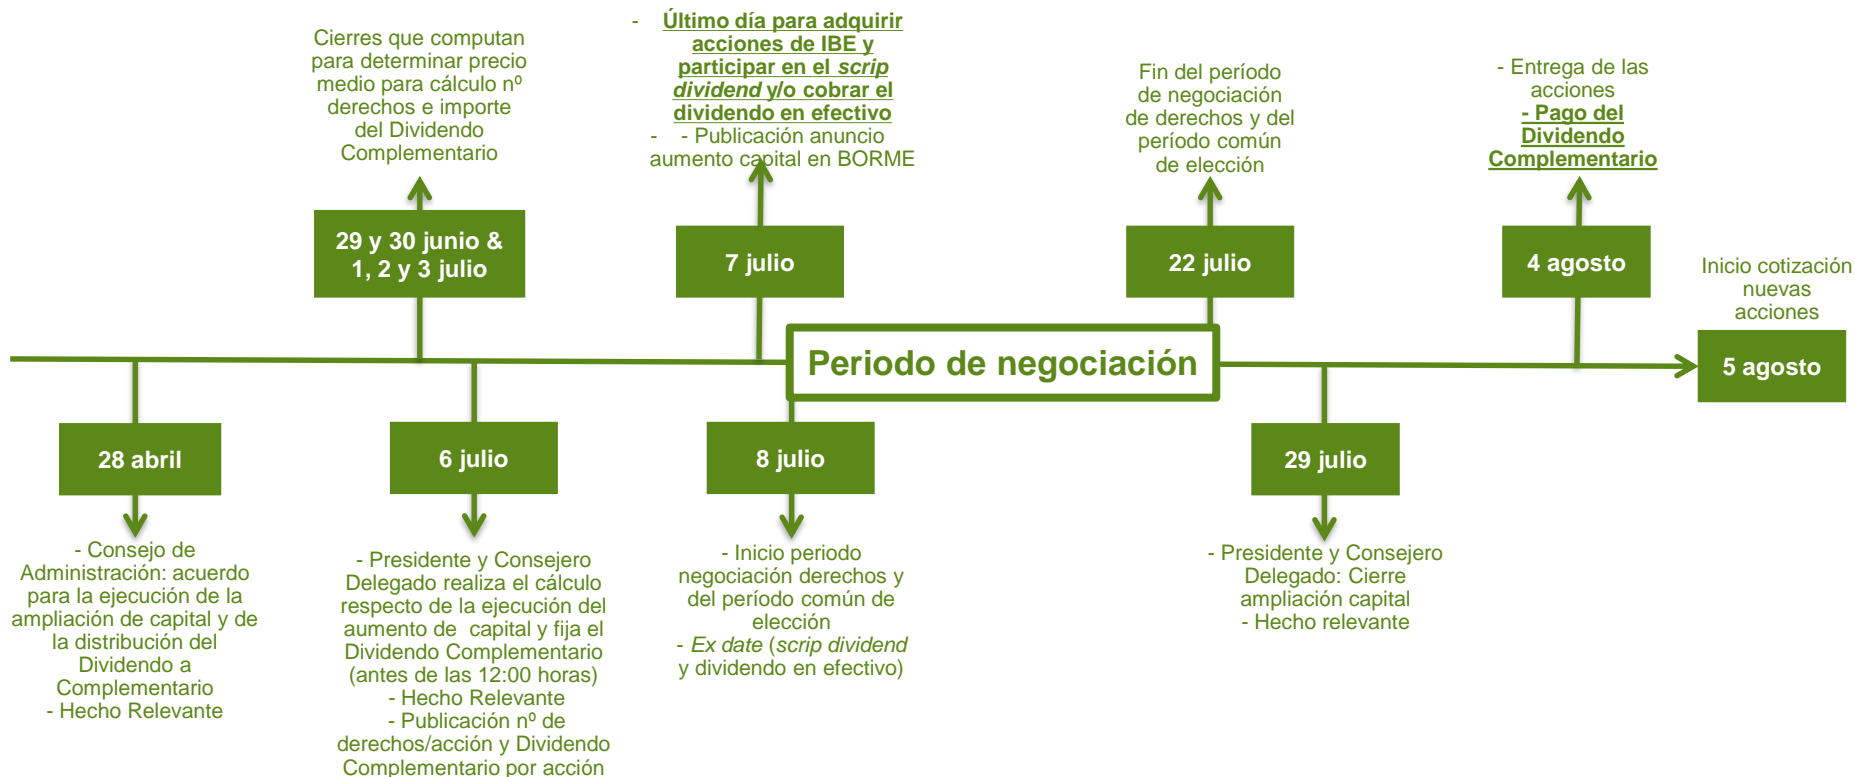 Cierres que computan
para determinar precio
medio para cálculo nº
derechos e importe
del Dividendo
Complementario
- Último día para adquirir
acciones de IBE y
participar en el scrip
dividend y/o cobrar el
dividendo en efectivo
- - Publicación anuncio
aumento capital en BORME
Fin del período
de negociación
de derechos y del
período común
de elección
- Entrega de las
acciones
- Pago del
Dividendo
Complementario
29 y 30 junio &
1, 2 y 3 julio
7 julio
22 julio
4 agosto
Inicio cotización
nuevas
acciones
Periodo de negociación
5 agosto
28 abril
6 julio
8 julio
29 julio
- Consejo de
Administración: acuerdo
para la ejecución de la
ampliación de capital y de
la distribución del
Dividendo a
Complementario
- Hecho Relevante
- Presidente y Consejero
Delegado realiza el cálculo
respecto de la ejecución del
aumento de capital y fija el
Dividendo Complementario
(antes de las 12:00 horas)
- Hecho Relevante
- Publicación nº de
derechos/acción y Dividendo
Complementario por acción
- Inicio periodo
negociación derechos y
del período común de
elección
- Ex date (scrip dividend
y dividendo en efectivo)
- Presidente y Consejero
Delegado: Cierre
ampliación capital
- Hecho relevante